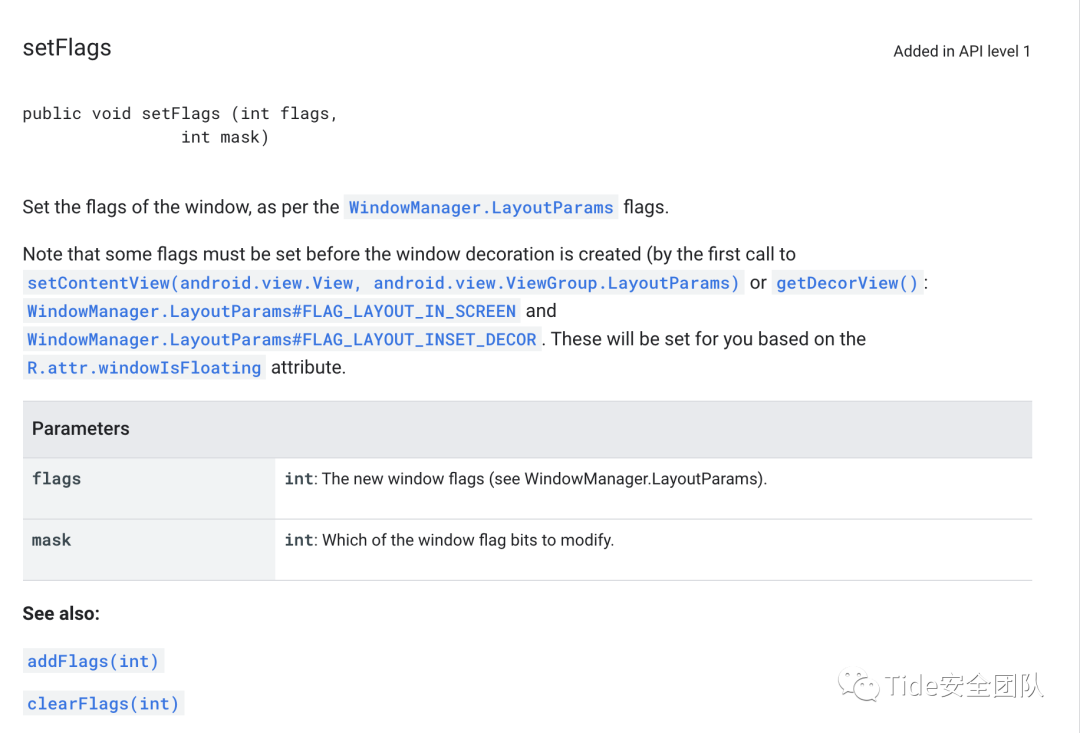 setFlags
Added in API level 1
public void setFlags (int flags,
int mask)
Set the flags of the window, as per the WindowManager.LayoutParams flags.
Note that some flags must be set before the window decoration is created (by the first call to
setContentView(android.view.View, android.view.ViewGroup.LayoutParams) or getDecorView() :
WindowManager.LayoutParams#FLAG_LAYOUT_IN_SCREEN and
WindowManager.LayoutParams#FLAG_LAYOUT_INSET_DECOR . These will be set for you based on the
R.attr.windowIsFloating attribute.
Parameters
flags int: The new window flags (see WindowManager.LayoutParams).
mask int: Which of the window flag bits to modify.
See also:
addFlags(int)
clearFlags(int)
Tide安全团队